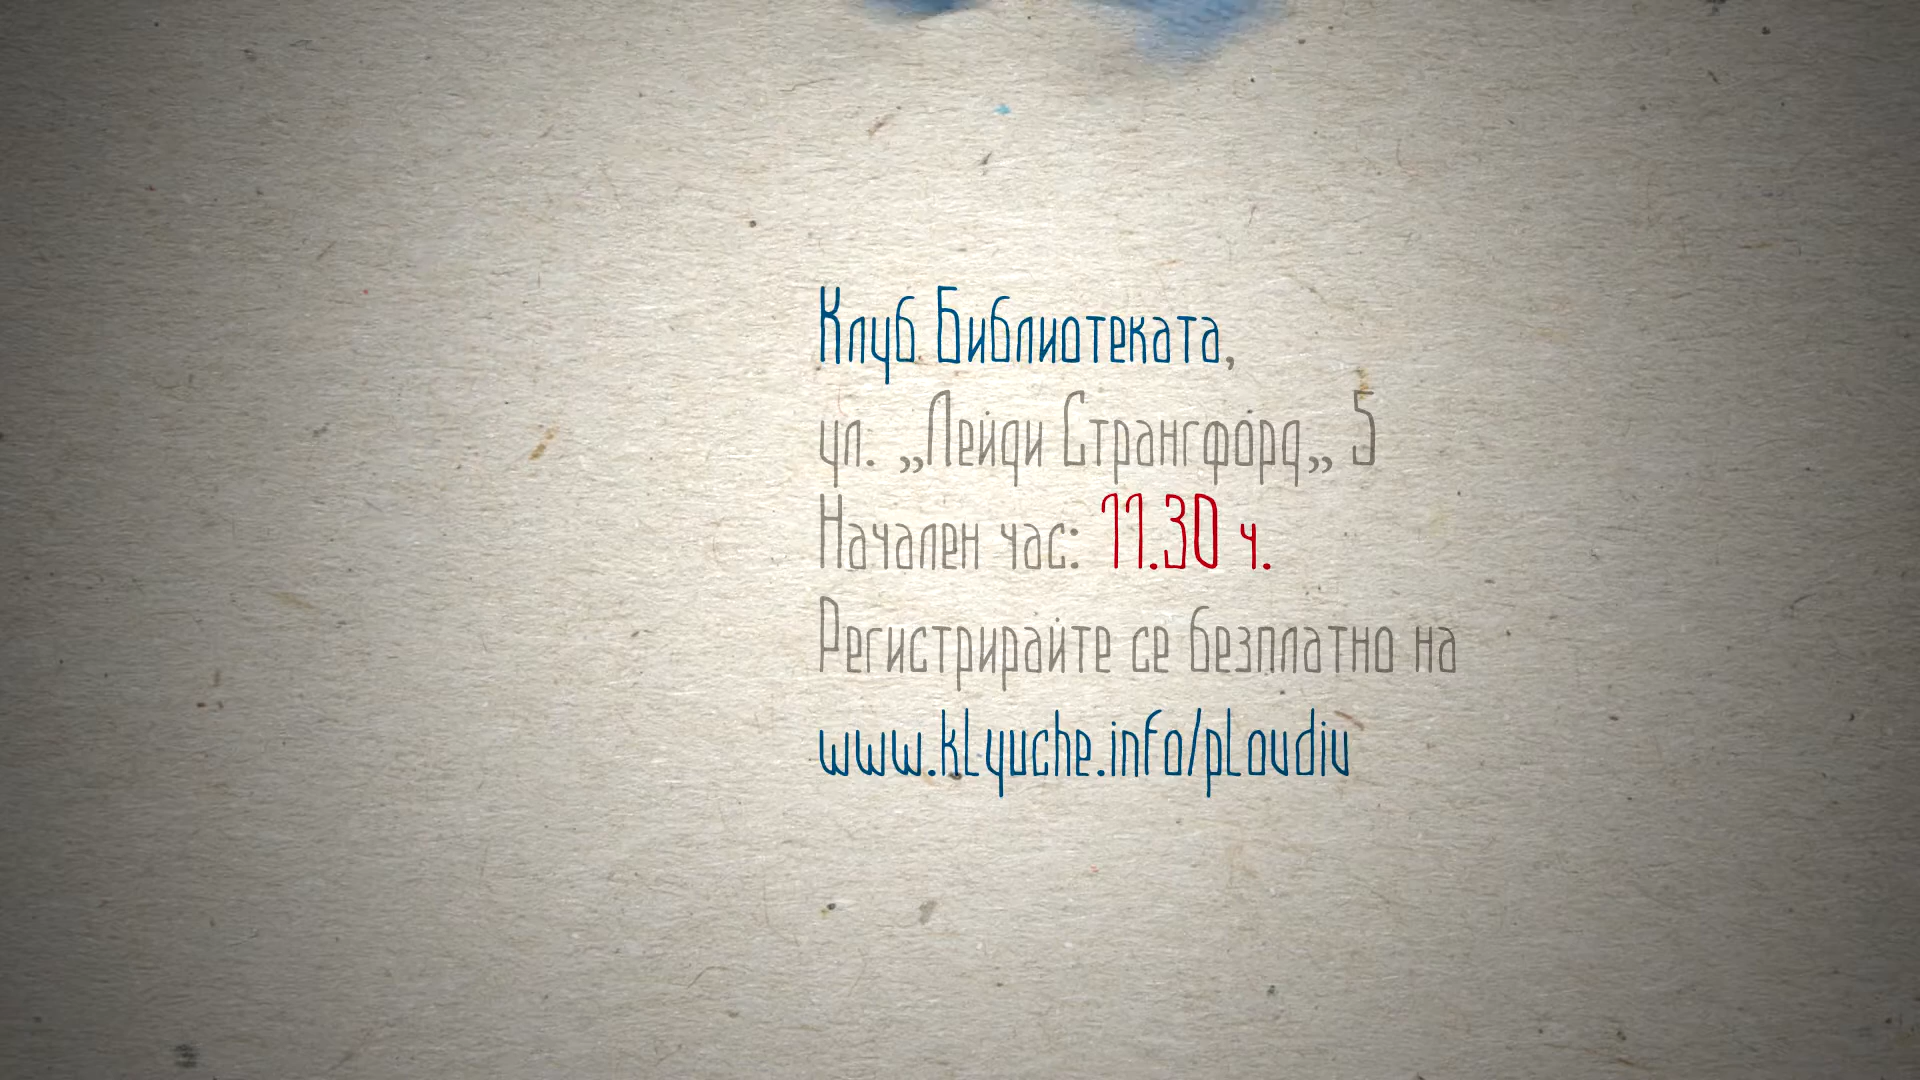 Клуб Библиотеката,
ул. „Лейди Странгфорд„ 5
Начален час: 11.30 ч.
Регистрирайте се безплатно на
www.klyuche.info/plovdiv